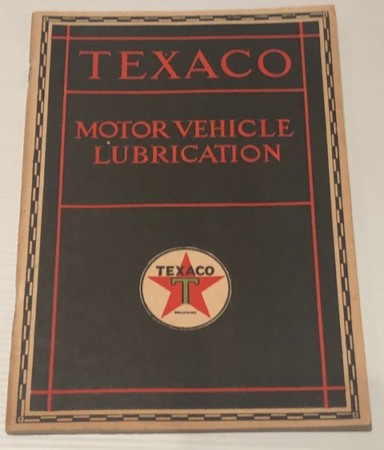 TEXACO
MOTOR VEHICLE
LUBRICATION
TEXACO
T